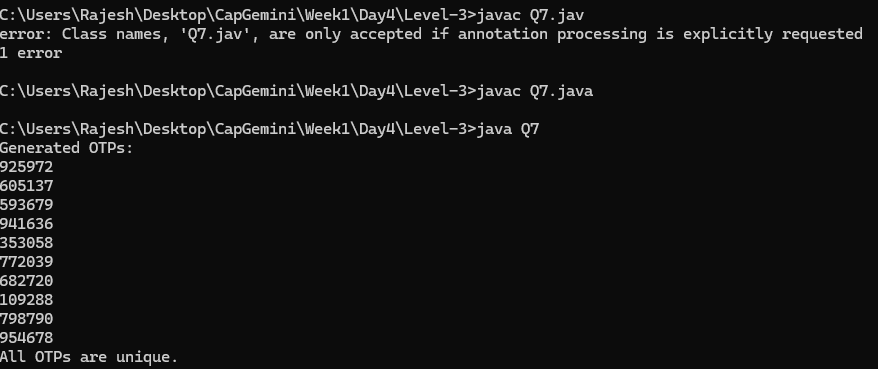 C:\Users\Rajesh\Desktop\CapGemini\Week1\Day4\Level-3>javac Q7.jav
error: Class names, 'Q7.jav', are only accepted if annotation processing is explicitly requested
1 error
C:\Users\Rajesh\Desktop\CapGemini\Week1\Day4\Level-3>javac Q7.java
C:\Users\Rajesh\Desktop\CapGemini\Week1\Day4\Level-3>java Q7
Generated OTPs:
925972
605137
593679
941636
353058
772039
682720
109288
798790
954678
All OTPs are unique.